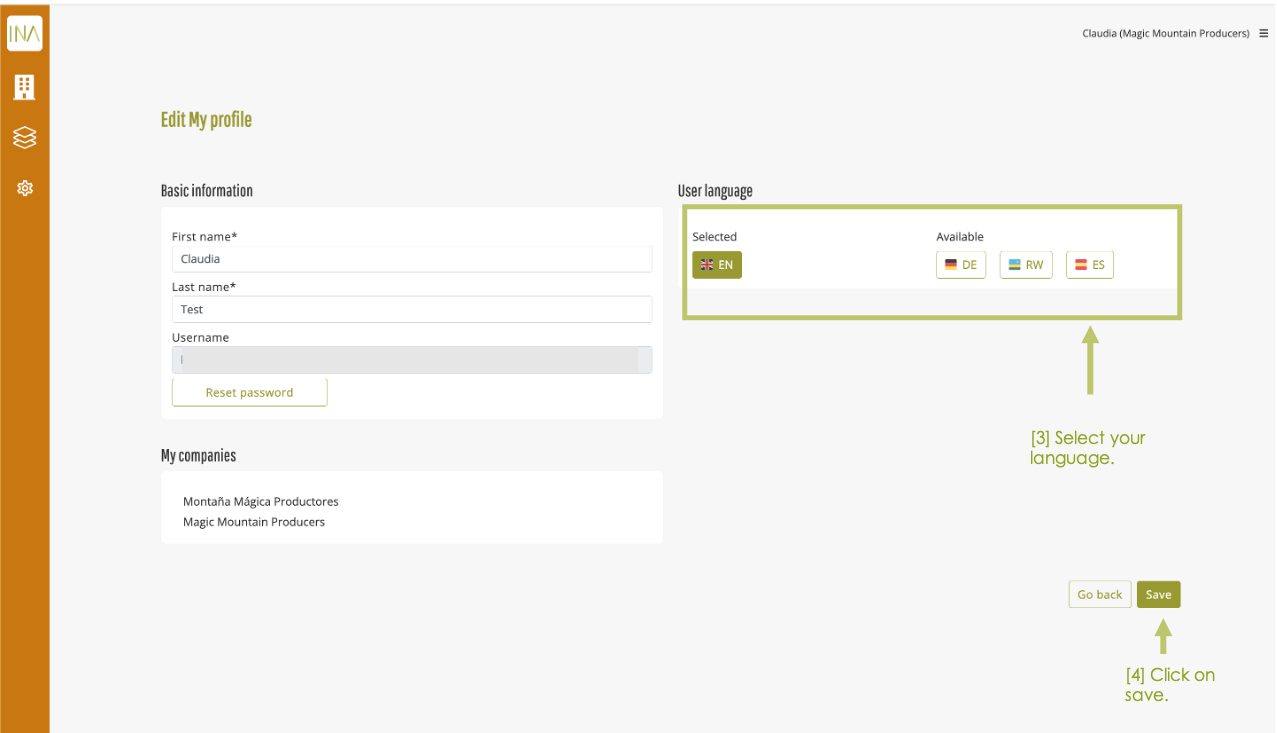 INA
Claudia (Magic Mountain Producers)
Edit My profile
Basic information
First name*
Claudia
Last name*
Test
Username
Reset password
My companies
Montaña Mágica Productores
Magic Mountain Producers
User language
Selected
Available
EN
DE
RW
ES
[3] Select your
language.
Go back
Save
[4] Click on
save.